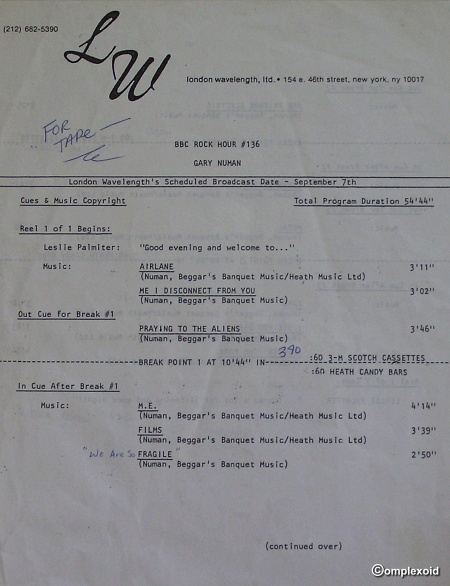 (212) 682-5390
LW
london wavelength, ltd. • 154 e. 46th street, new york, ny 10017
FOR
TAPE
BBC ROCK HOUR #136
GARY NUMAN
London Wavelength's Scheduled Broadcast Date - September 7th
Cues & Music Copyright Total Program Duration 54'44"
Reel 1 of 1 Begins:
Leslie Palmiter: "Good evening and welcome to..."
Music: AIRLANE 3'11"
(Numan, Beggar's Banquet Music/Heath Music Ltd)
ME I DISCONNECT FROM YOU 3'02"
(Numan, Beggar's Banquet Music)
Out Cue for Break #1
PRAYING TO THE ALIENS 3'46"
(Numan, Beggar's Banquet Music)
390
BREAK POINT 1 AT 10'44" IN :60 3-M SCOTCH CASSETTES
:60 HEATH CANDY BARS
In Cue After Break #1
Music: M.E. 4'14"
(Numan, Beggar's Banquet Music/Heath Music Ltd)
FILMS 3'39"
(Numan, Beggar's Banquet Music/Heath Music Ltd)
"We Are So FRAGILE" 2'50"
(Numan, Beggar's Banquet Music)
(continued over)
©omplexoid